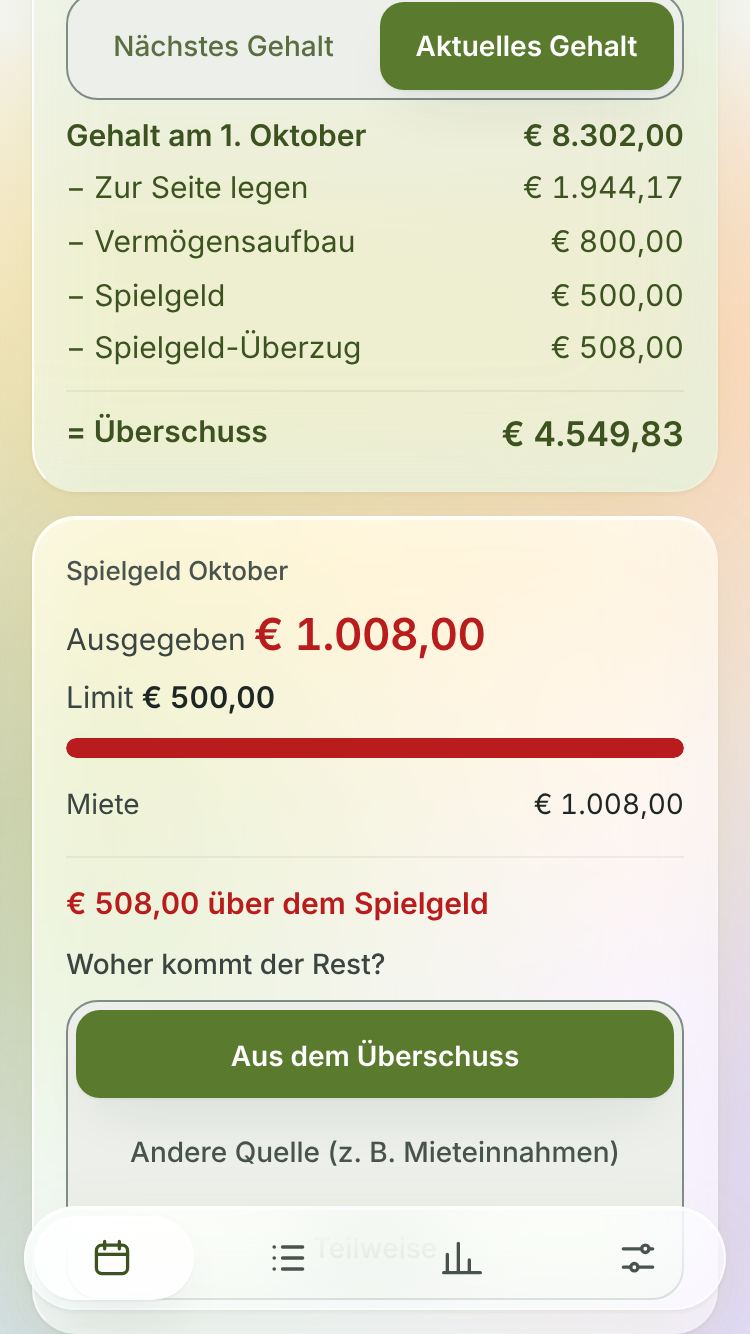 Nächstes Gehalt Aktuelles Gehalt
Gehalt am 1. Oktober € 8.302,00
– Zur Seite legen € 1.944,17
– Vermögensaufbau € 800,00
– Spielgeld € 500,00
– Spielgeld-Überzug € 508,00
= Überschuss € 4.549,83
Spielgeld Oktober
Ausgegeben € 1.008,00
Limit € 500,00
Miete € 1.008,00
€ 508,00 über dem Spielgeld
Woher kommt der Rest?
Aus dem Überschuss
Andere Quelle (z. B. Mieteinnahmen)
Teilweise